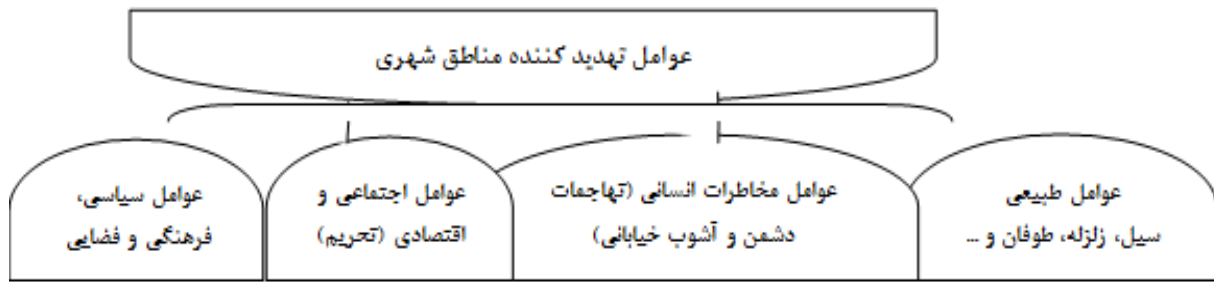 عوامل تهدید کننده مناطق شهری
عوامل طبیعی
سیل، زلزله، طوفان و ...
عوامل مخاطرات انسانی (تهاجمات
دشمن و آشوب خیابانی)
عوامل اجتماعی و
اقتصادی (تحریم)
عوامل سیاسی،
فرهنگی و فضایی